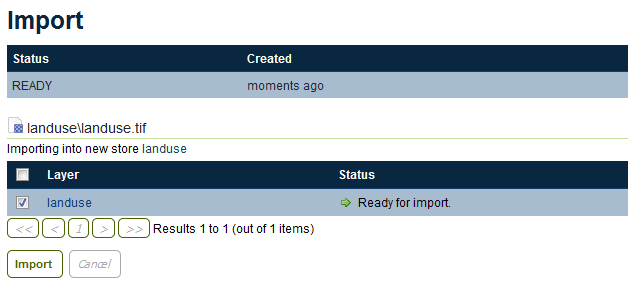 Import
Status Created
READY moments ago
landuse\landuse.tif
Importing into new store landuse
Layer Status
landuse Ready for import.
<< < 1 > >> Results 1 to 1 (out of 1 items)
Import Cancel